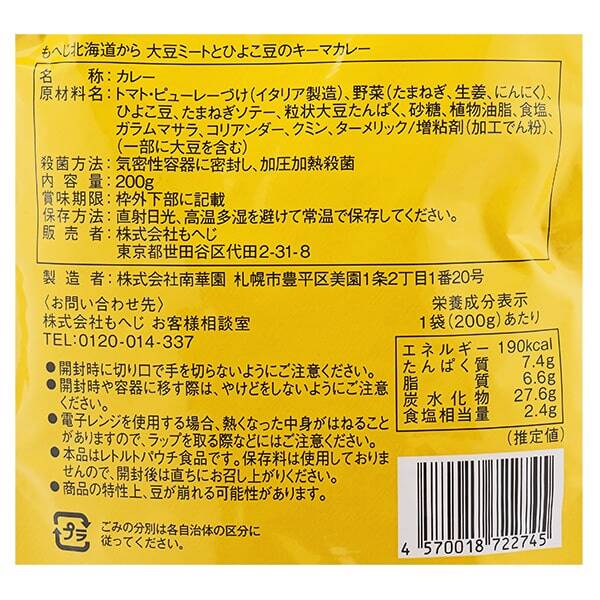 もへじ北海道から 大豆ミートとひよこ豆のキーマカレー
名称:カレー
原材料名:トマト・ピューレーづけ(イタリア製造)、野菜(たまねぎ、生姜、にんにく)、
ひよこ豆、たまねぎソテー、粒状大豆たんぱく、砂糖、植物油脂、食塩、
ガラムマサラ、コリアンダー、クミン、ターメリック/増粘剤(加工でん粉)、
(一部に大豆を含む)
殺菌方法:気密性容器に密封し、加圧加熱殺菌
内容量:200g
賞味期限:枠外下部に記載
保存方法:直射日光、高温多湿を避けて常温で保存してください。
販売者:株式会社もへじ
東京都世田谷区代田2-31-8
製造者:株式会社南華園 札幌市豊平区美園1条2丁目1番20号
〈お問い合わせ先〉
株式会社もへじ お客様相談室
TEL:0120-014-337
栄養成分表示
1袋(200g)あたり
エネルギー 190kcal
たんぱく質 7.4g
脂質 6.6g
炭水化物 27.6g
食塩相当量 2.4g
(推定値)
●開封時に切り口で手を切らないようにご注意ください。
●開封時や容器に移す際は、やけどをしないようにご注意
ください。
●電子レンジを使用する場合、熱くなった中身がはねること
がありますので、ラップを取る際などにはご注意ください。
●本品はレトルトパウチ食品です。保存料は使用しておりま
せんので、開封後は直ちにお召し上がりください。
●商品の特性上、豆が崩れる可能性があります。
プラ
ごみの分別は各自治体の区分に
従ってください。
4 570018 722745